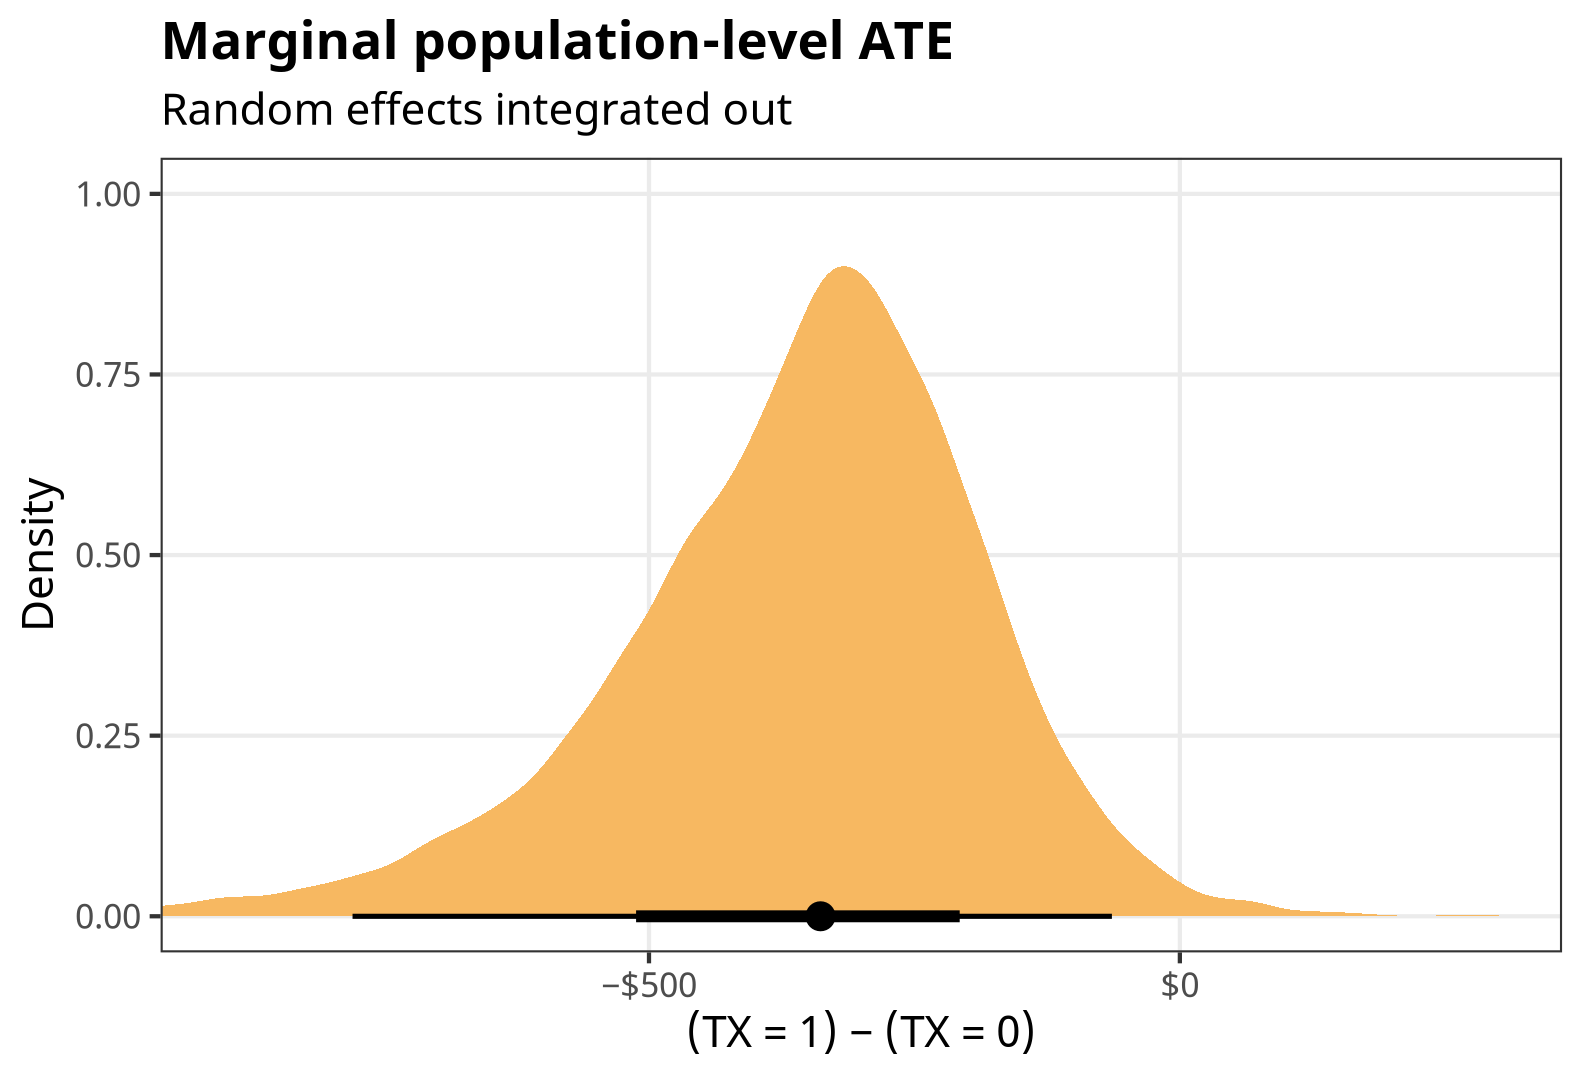 Marginal population-level ATE
Random effects integrated out
1.00
0.75
0.50
0.25
0.00
Density
−$500
$0
(TX = 1) − (TX = 0)